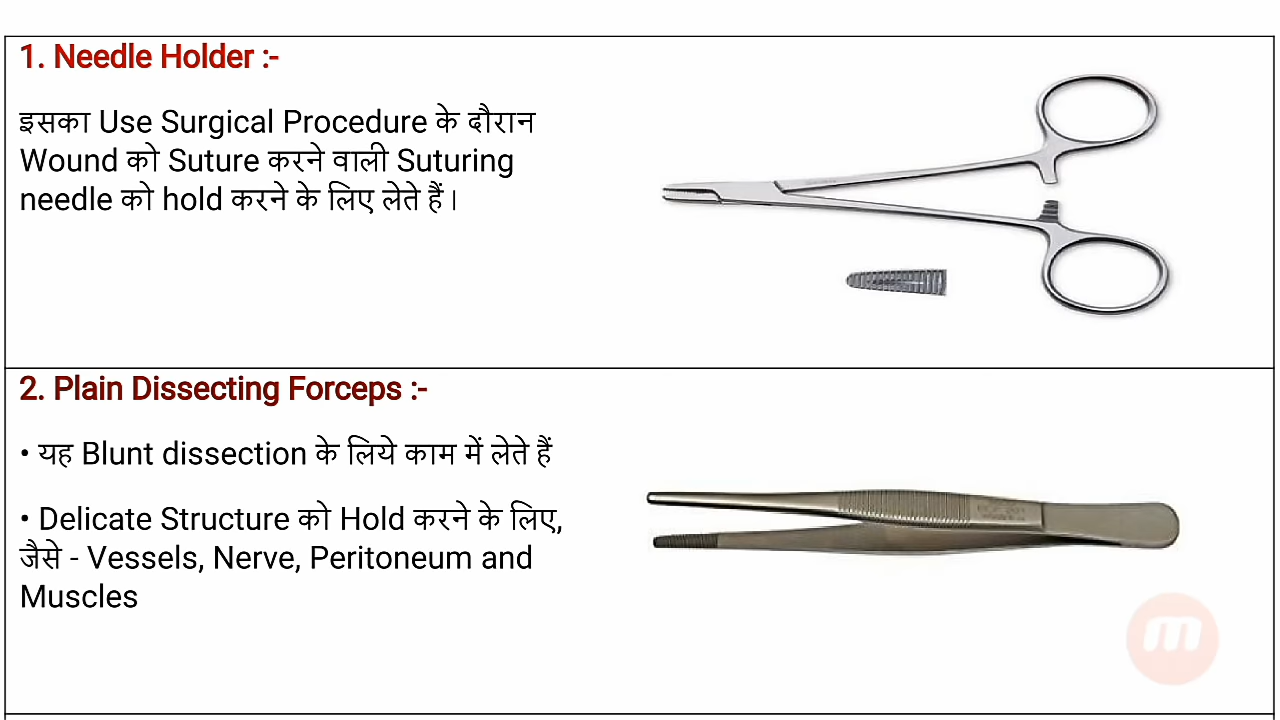 1. Needle Holder :-
इसका Use Surgical Procedure के दौरान
Wound को Suture करने वाली Suturing
needle को hold करने के लिए लेते हैं।
2. Plain Dissecting Forceps :-
• यह Blunt dissection के लिये काम में लेते हैं
• Delicate Structure को Hold करने के लिए,
जैसे - Vessels, Nerve, Peritoneum and
Muscles
m